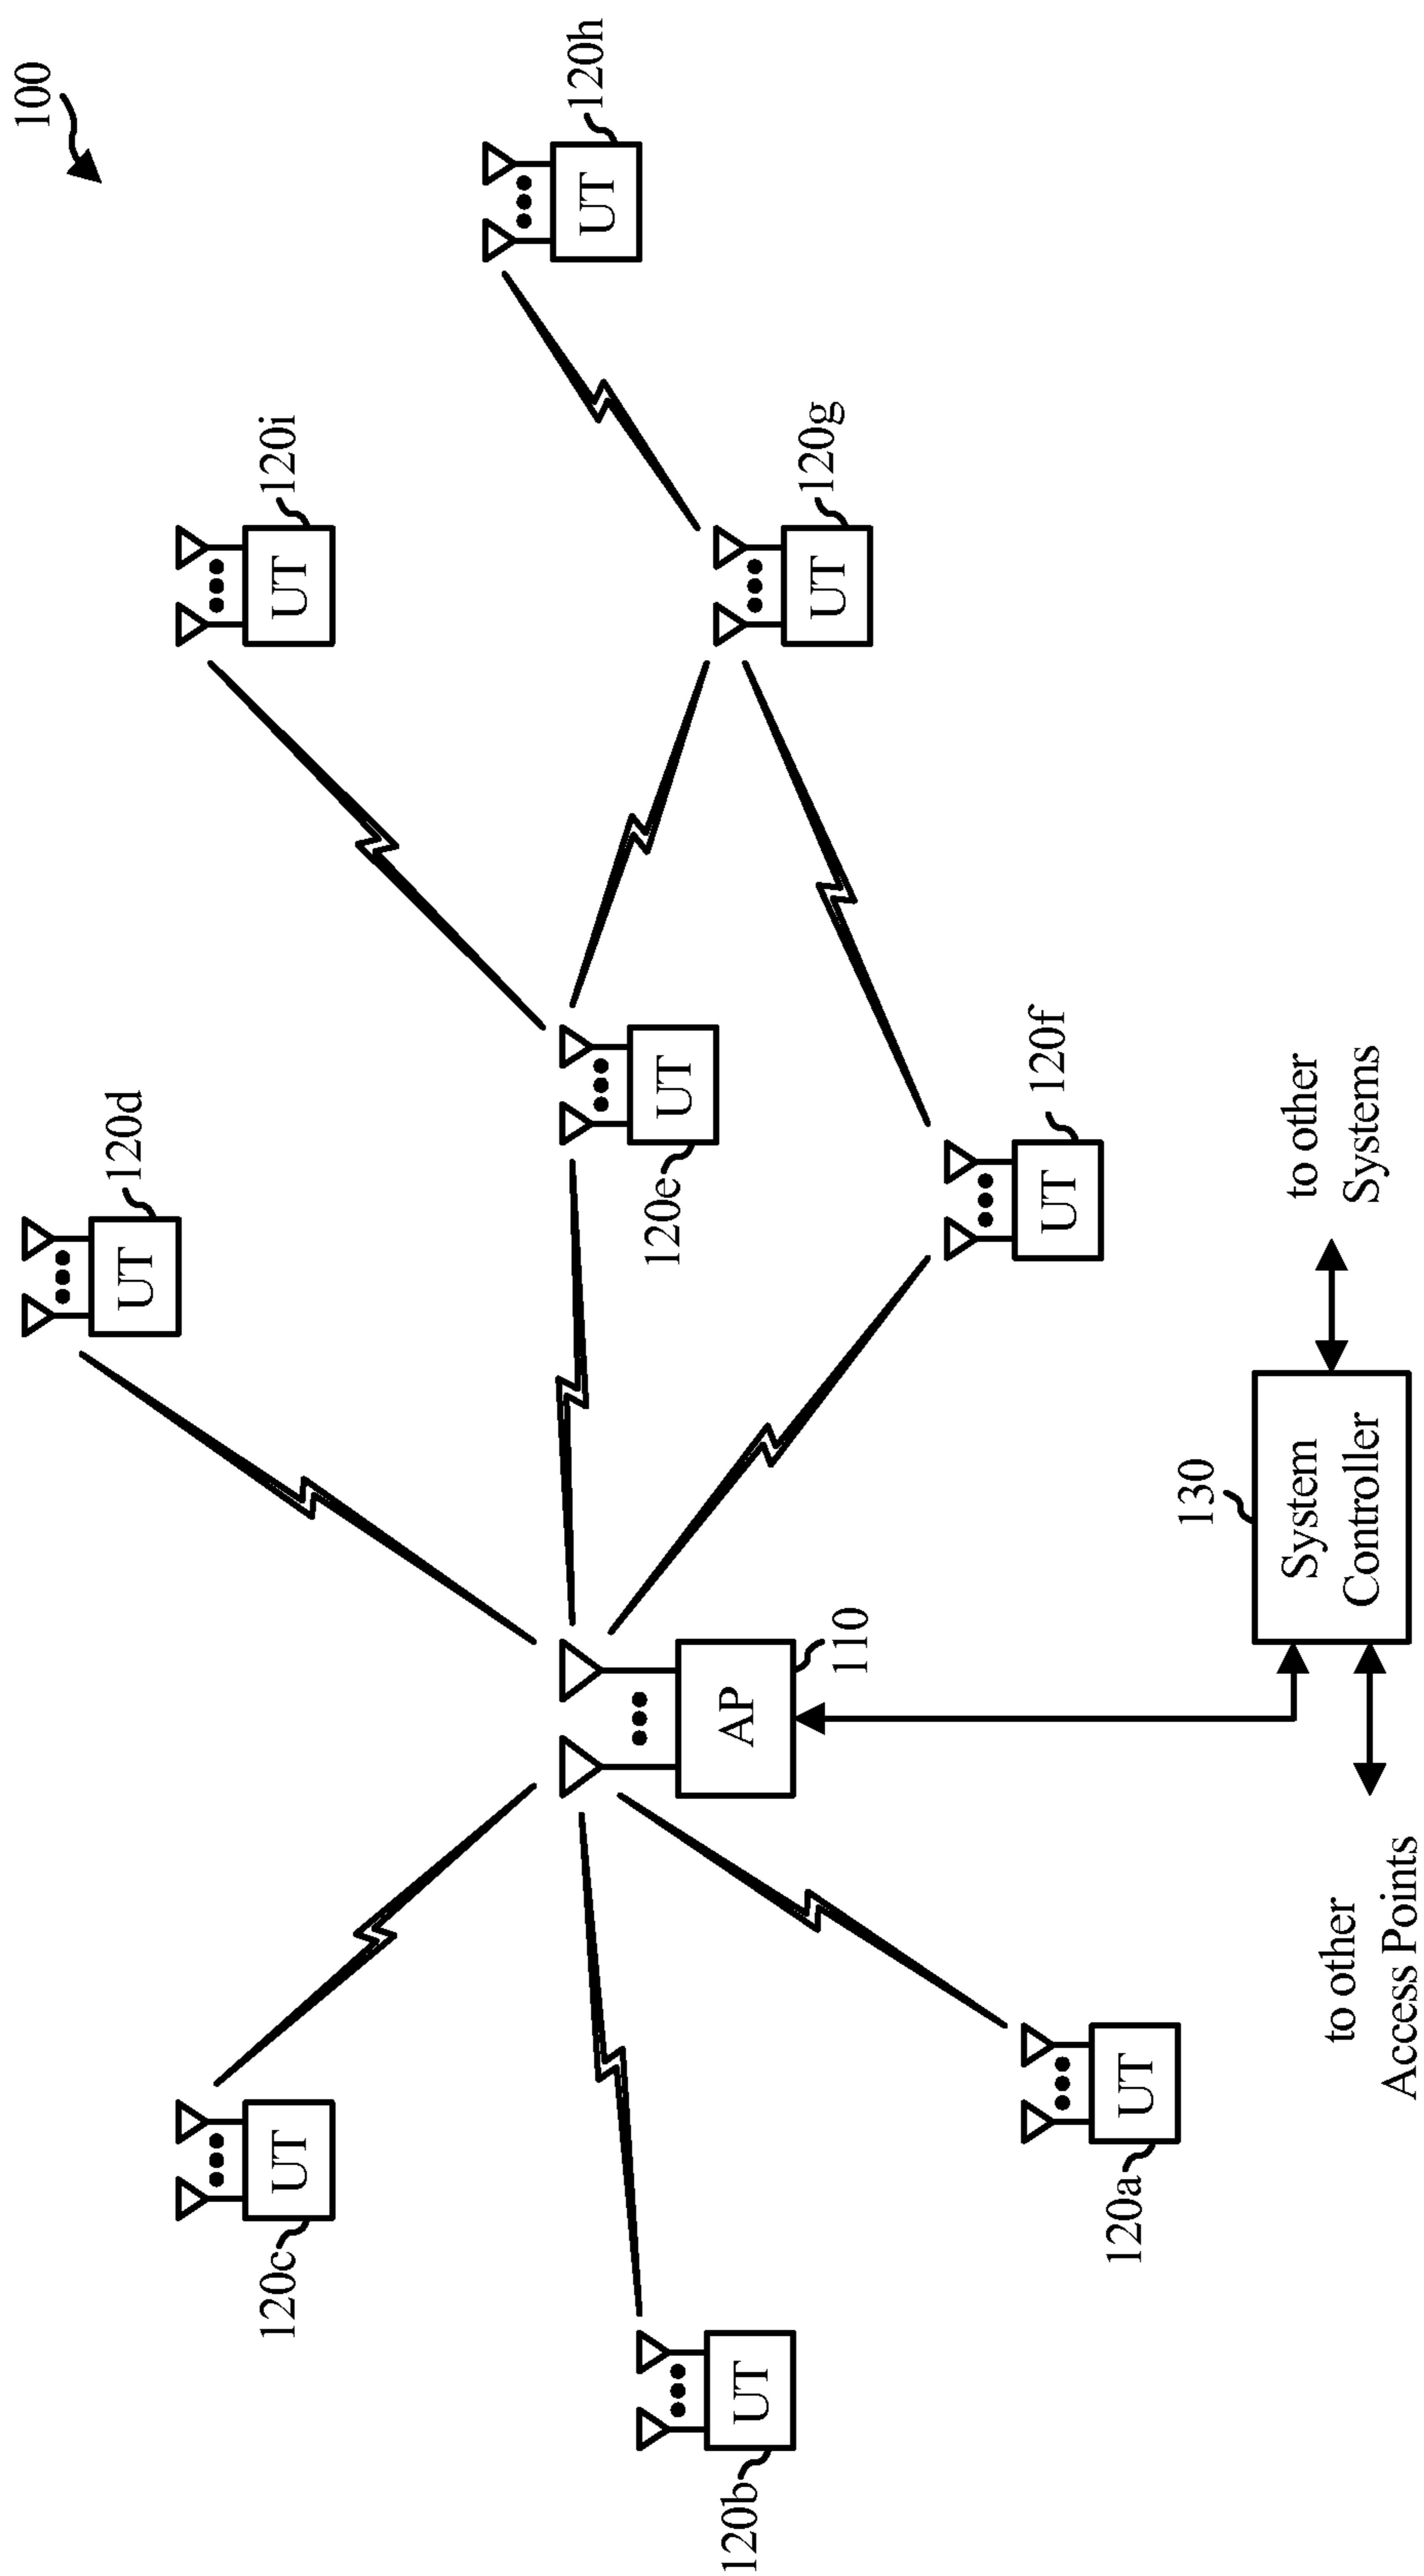 100
120d
UT
120i
UT
120c
UT
120h
UT
120e
UT
120b
UT
AP
110
120g
UT
120f
UT
120a
UT
130
System
Controller
to other
Systems
to other
Access Points